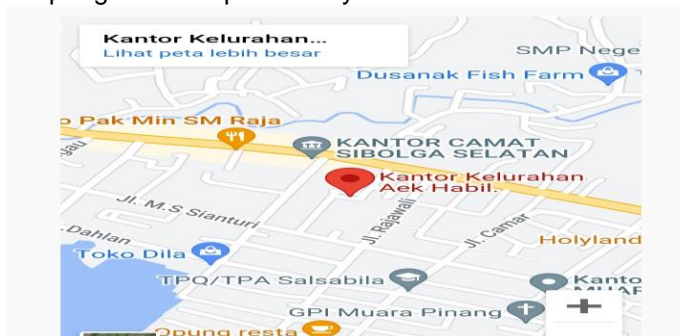 Kantor Kelurahan...
Lihat peta lebih besar
SMP Nege
Dusanak Fish Farm
o Pak Min SM Raja
KANTOR CAMAT
SIBOLGA SELATAN
Kantor Kelurahan
Aek Habil.
Jl. M.S Sianturi
Jl. Rajawali
Jl. Camar
Dahlan
Holyland
Toko Dila
TPQ/TPA Salsabila
Kanto
GPI Muara Pinang
Opung resta